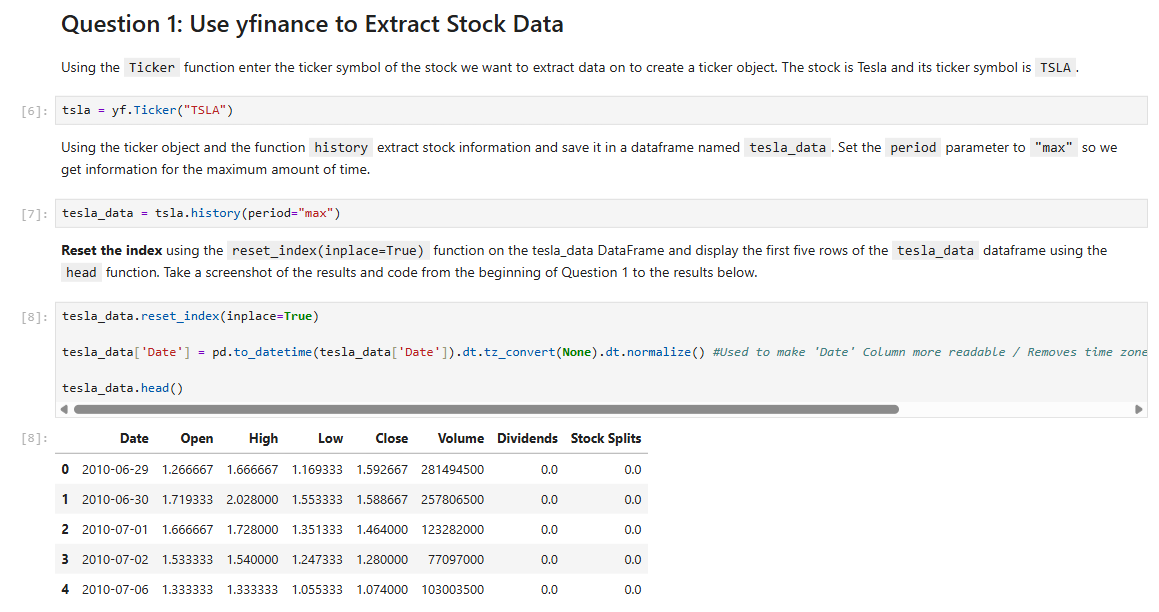 Question 1: Use yfinance to Extract Stock Data
Using the Ticker function enter the ticker symbol of the stock we want to extract data on to create a ticker object. The stock is Tesla and its ticker symbol is TSLA.
[6]: tsla = yf.Ticker("TSLA")
Using the ticker object and the function history extract stock information and save it in a dataframe named tesla_data. Set the period parameter to "max" so we
get information for the maximum amount of time.
[7]: tesla_data = tsla.history(period="max")
Reset the index using the reset_index(inplace=True) function on the tesla_data DataFrame and display the first five rows of the tesla_data dataframe using the
head function. Take a screenshot of the results and code from the beginning of Question 1 to the results below.
[8]: tesla_data.reset_index(inplace=True)
tesla_data['Date'] = pd.to_datetime(tesla_data['Date']).dt.tz_convert(None).dt.normalize() #Used to make 'Date' Column more readable / Removes time zone
tesla_data.head()
[8]: Date Open High Low Close Volume Dividends Stock Splits
0 2010-06-29 1.266667 1.666667 1.169333 1.592667 281494500 0.0 0.0
1 2010-06-30 1.719333 2.028000 1.553333 1.588667 257806500 0.0 0.0
2 2010-07-01 1.666667 1.728000 1.351333 1.464000 123282000 0.0 0.0
3 2010-07-02 1.533333 1.540000 1.247333 1.280000 77097000 0.0 0.0
4 2010-07-06 1.333333 1.333333 1.055333 1.074000 103003500 0.0 0.0